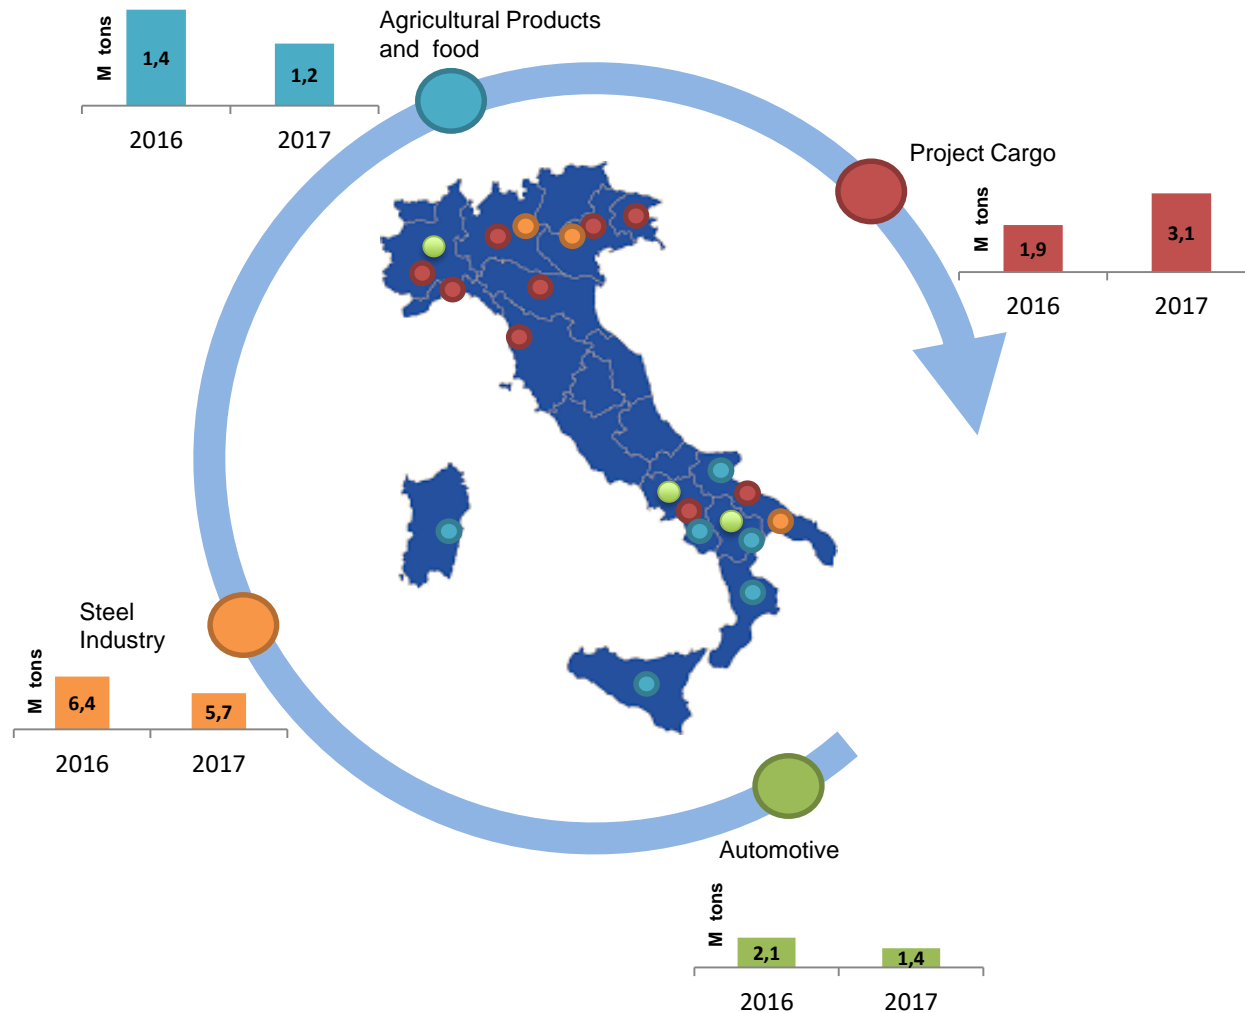 Agricultural Products
and food
M tons
1,4
1,2
2016
2017
Project Cargo
M tons
1,9
3,1
2016
2017
Steel
Industry
M tons
6,4
5,7
2016
2017
Automotive
M tons
2,1
1,4
2016
2017